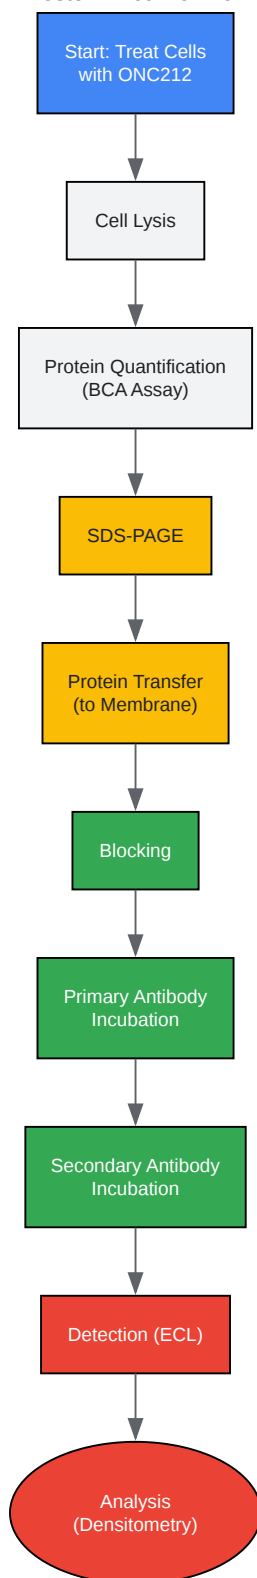 Start: Treat Cells
with ONC212
Cell Lysis
Protein Quantification
(BCA Assay)
SDS-PAGE
Protein Transfer
(to Membrane)
Blocking
Primary Antibody
Incubation
Secondary Antibody
Incubation
Detection (ECL)
Analysis
(Densitometry)